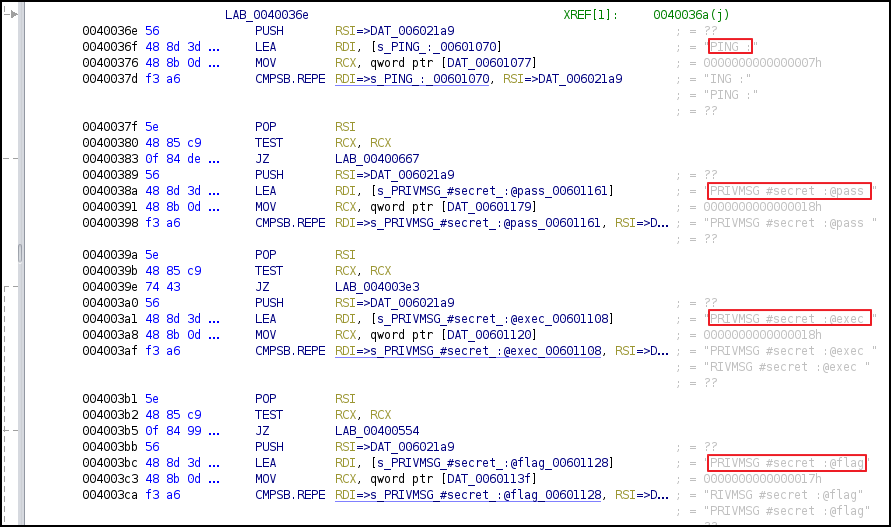 LAB_0040036e XREF[1]: 0040036a(j)
0040036e 56 PUSH RSI=>DAT_006021a9 ; = ??
0040036f 48 8d 3d ... LEA RDI, [s_PING_:_00601070] ; = "PING :"
00400376 48 8b 0d ... MOV RCX, qword ptr [DAT_00601077] ; = 0000000000000007h
0040037d f3 a6 CMPSB.REPE RDI=>s_PING_:_00601070, RSI=>DAT_006021a9 ; = "ING :"
; = "PING :"
; = ??
0040037f 5e POP RSI
00400380 48 85 c9 TEST RCX, RCX
00400383 0f 84 de ... JZ LAB_00400667
00400389 56 PUSH RSI=>DAT_006021a9 ; = ??
0040038a 48 8d 3d ... LEA RDI, [s_PRIVMSG_#secret_:@pass_00601161] ; = "PRIVMSG #secret :@pass "
00400391 48 8b 0d ... MOV RCX, qword ptr [DAT_00601179] ; = 0000000000000018h
00400398 f3 a6 CMPSB.REPE RDI=>s_PRIVMSG_#secret_:@pass_00601161, RSI=>D... ; = "PRIVMSG #secret :@pass "
; = ??
0040039a 5e POP RSI
0040039b 48 85 c9 TEST RCX, RCX
0040039e 74 43 JZ LAB_004003e3
004003a0 56 PUSH RSI=>DAT_006021a9 ; = ??
004003a1 48 8d 3d ... LEA RDI, [s_PRIVMSG_#secret_:@exec_00601108] ; = "PRIVMSG #secret :@exec "
004003a8 48 8b 0d ... MOV RCX, qword ptr [DAT_00601120] ; = 0000000000000018h
004003af f3 a6 CMPSB.REPE RDI=>s_PRIVMSG_#secret_:@exec_00601108, RSI=>D... ; = "PRIVMSG #secret :@exec "
; = "RIVMSG #secret :@exec "
; = ??
004003b1 5e POP RSI
004003b2 48 85 c9 TEST RCX, RCX
004003b5 0f 84 99 ... JZ LAB_00400554
004003bb 56 PUSH RSI=>DAT_006021a9 ; = ??
004003bc 48 8d 3d ... LEA RDI, [s_PRIVMSG_#secret_:@flag_00601128] ; = "PRIVMSG #secret :@flag"
004003c3 48 8b 0d ... MOV RCX, qword ptr [DAT_0060113f] ; = 0000000000000017h
004003ca f3 a6 CMPSB.REPE RDI=>s_PRIVMSG_#secret_:@flag_00601128, RSI=>D... ; = "RIVMSG #secret :@flag"
; = "PRIVMSG #secret :@flag"